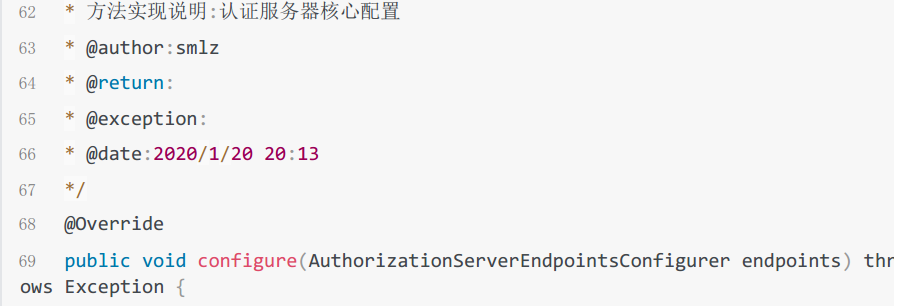 62 * 方法实现说明:认证服务器核心配置
63 * @author:smlz
64 * @return:
65 * @exception:
66 * @date:2020/1/20 20:13
67 */
68 @Override
69 public void configure(AuthorizationServerEndpointsConfigurer endpoints) thr
ows Exception {